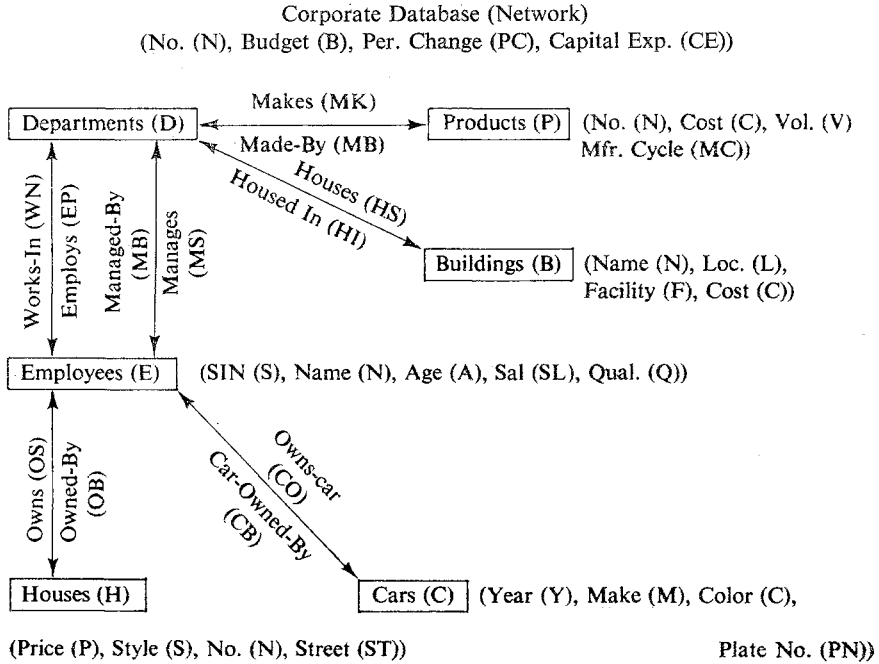 Corporate Database (Network)
(No. (N), Budget (B), Per. Change (PC), Capital Exp. (CE))
Makes (MK)
Departments (D)
Products (P)
(No. (N), Cost (C), Vol. (V)
Made-By (MB)
Mfr. Cycle (MC))
Houses (HS)
Housed In (HI)
Works-In (WN)
Employs (EP)
Managed-By
(MB)
Manages
(MS)
Buildings (B)
(Name (N), Loc. (L),
Facility (F), Cost (C))
Employees (E)
(SIN (S), Name (N), Age (A), Sal (SL), Qual. (Q))
Owns (OS)
Owned-By
(OB)
Owns-car
(CO)
Car-Owned-By
(CB)
Houses (H)
Cars (C)
(Year (Y), Make (M), Color (C),
(Price (P), Style (S), No. (N), Street (ST))
Plate No. (PN))